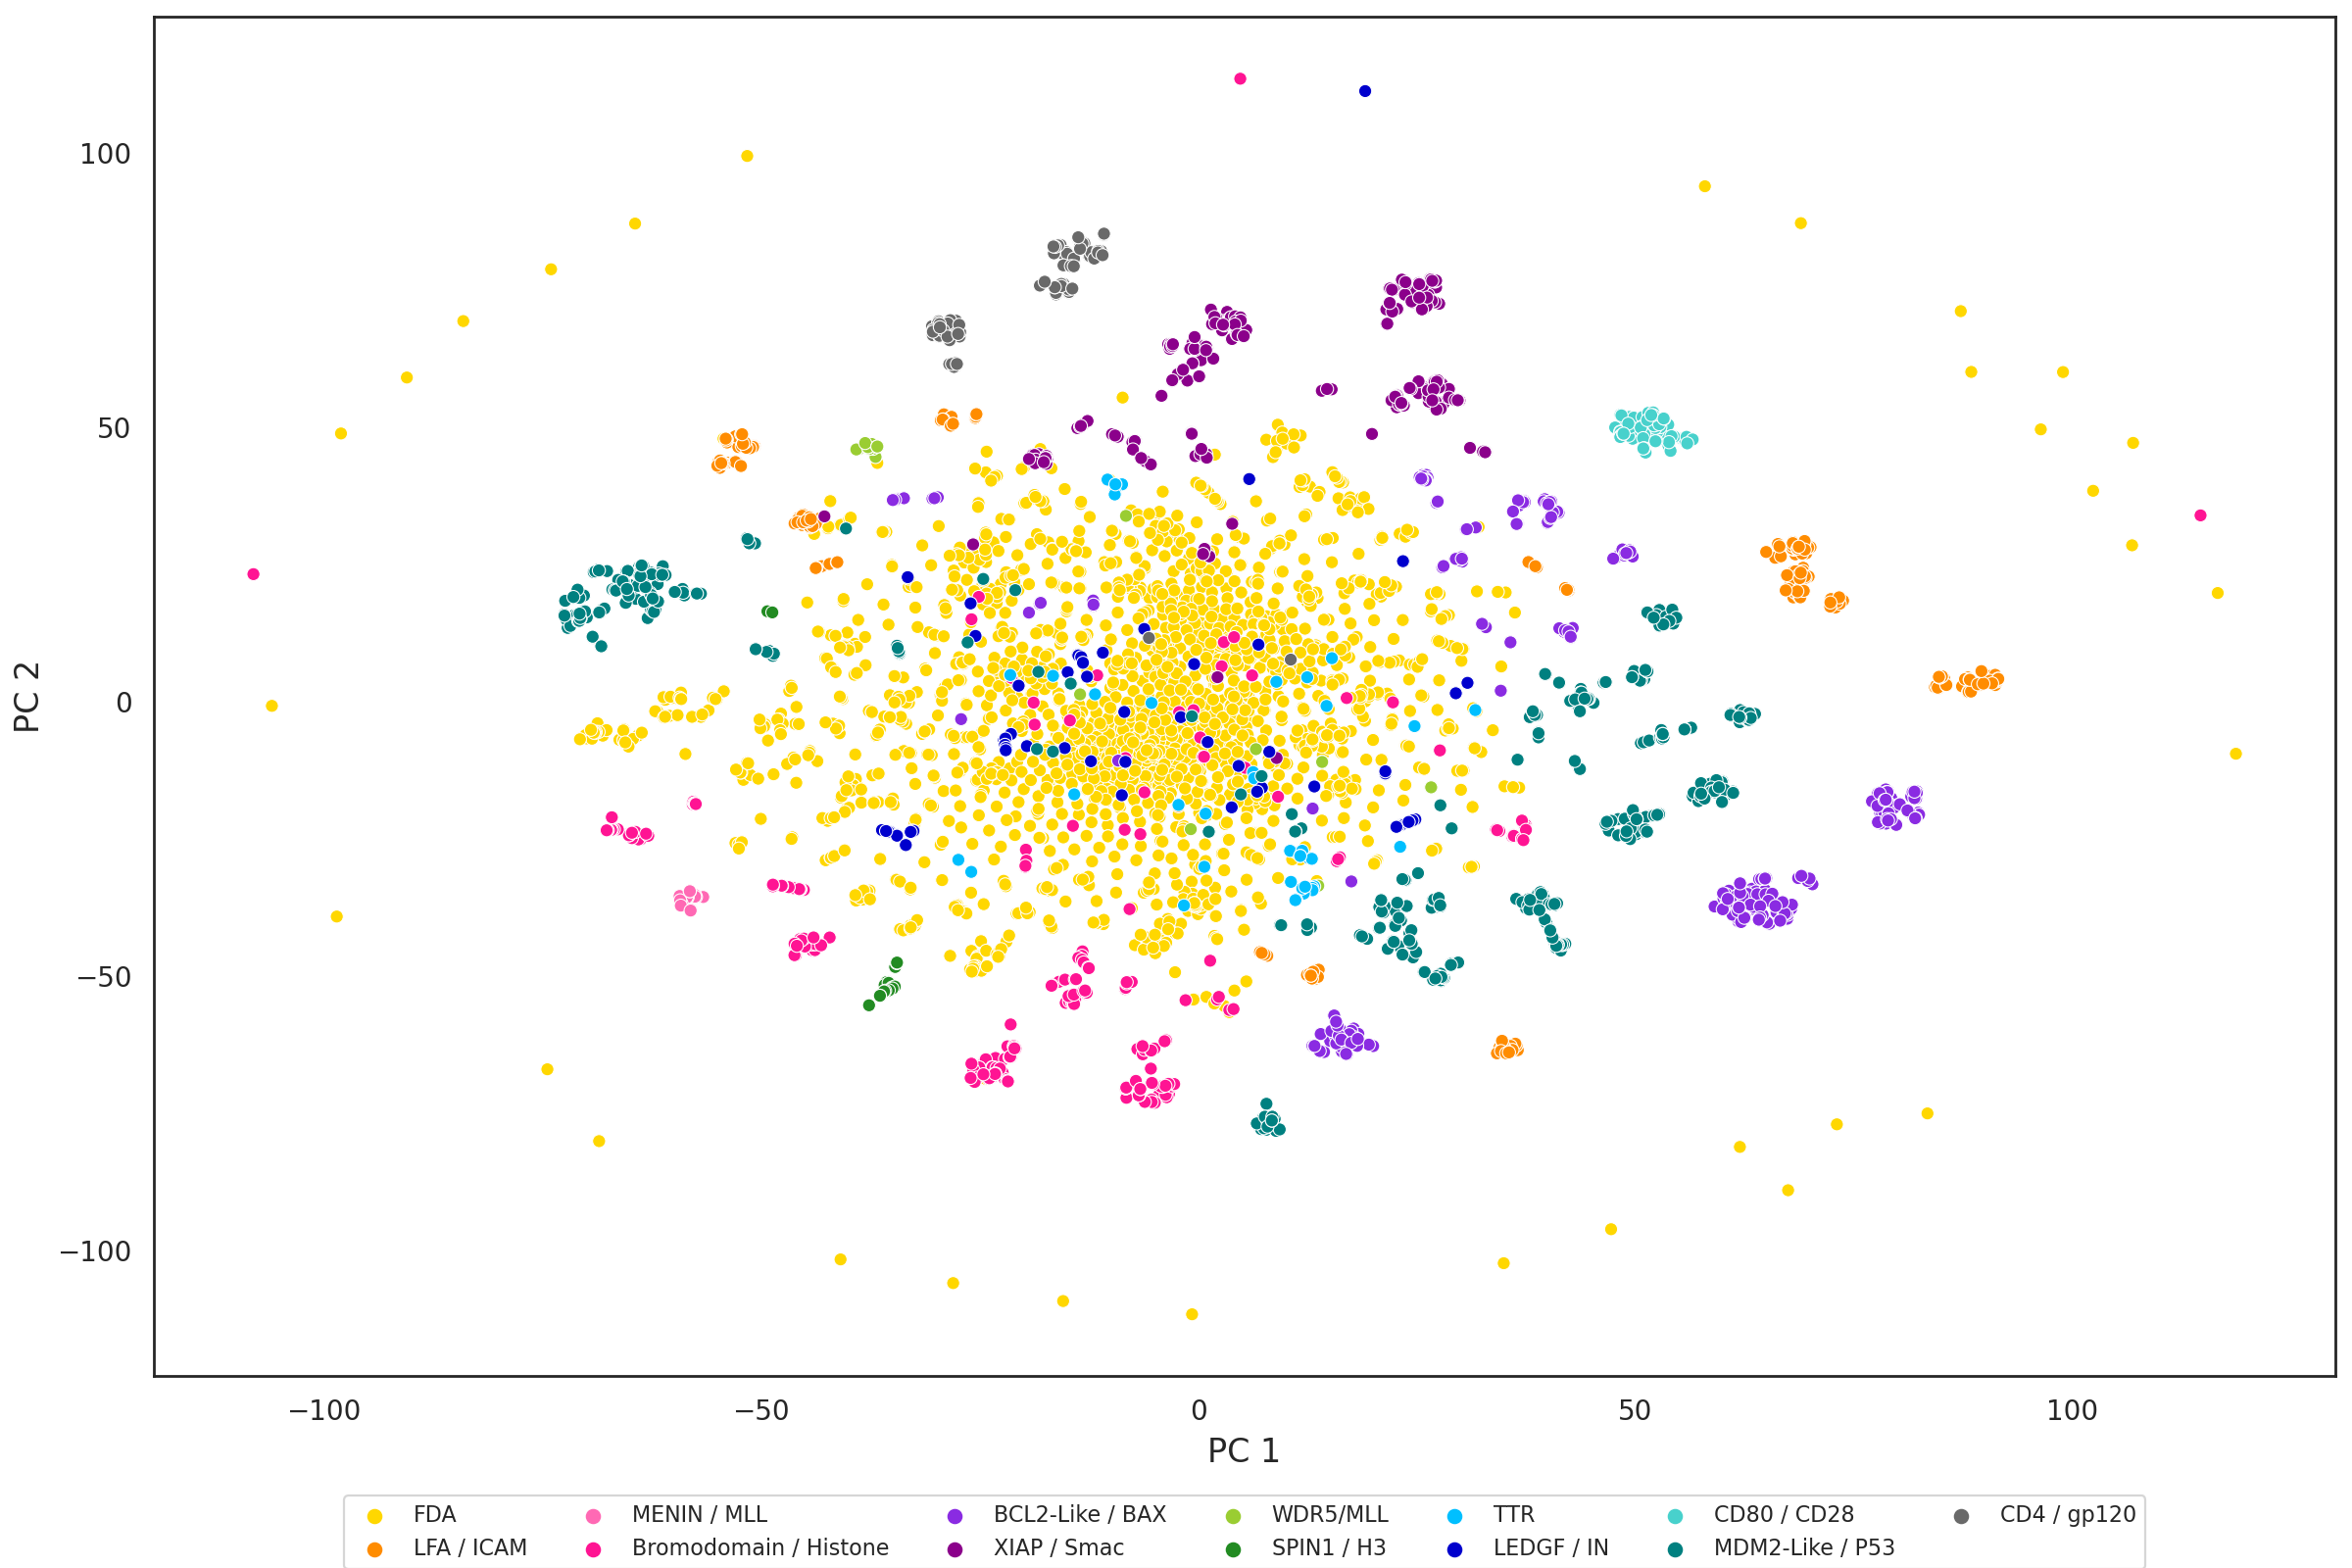 100
50
0
−50
−100
PC 2
−100
−50
0
50
100
PC 1
FDA
MENIN / MLL
BCL2-Like / BAX
WDR5/MLL
TTR
CD80 / CD28
CD4 / gp120
LFA / ICAM
Bromodomain / Histone
XIAP / Smac
SPIN1 / H3
LEDGF / IN
MDM2-Like / P53